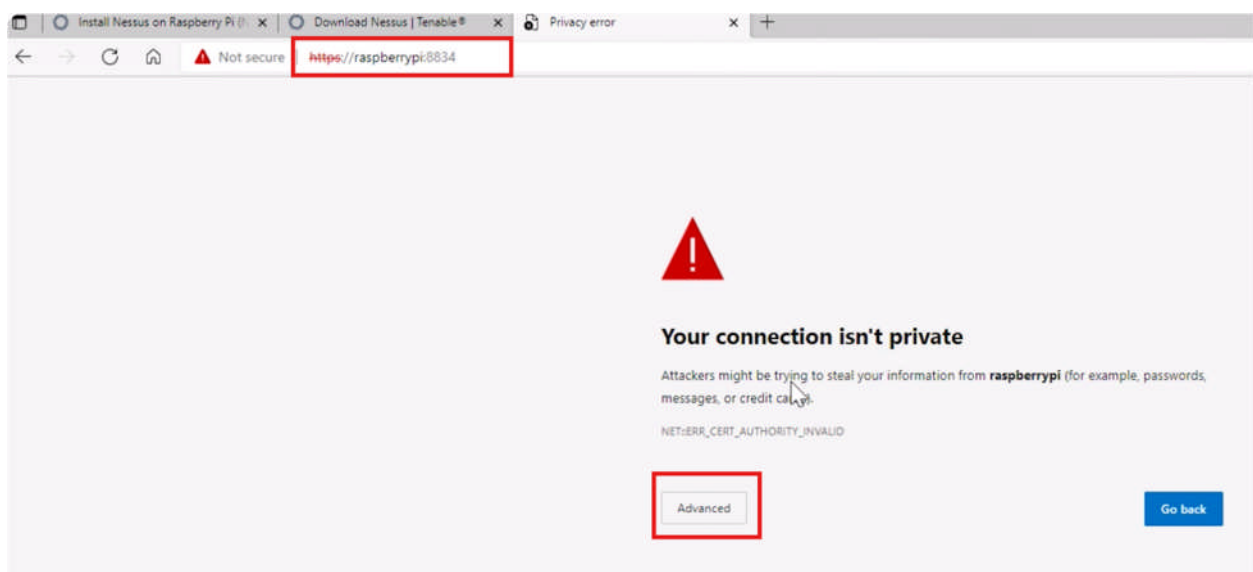 Install Nessus on Raspberry Pi
Download Nessus | Tenable®
Privacy error
Not secure
https://raspberrypi:8834
Your connection isn't private
Attackers might be trying to steal your information from raspberrypi (for example, passwords,
messages, or credit
NET::ERR_CERT_AUTHORITY_INVALID
Advanced
Go back